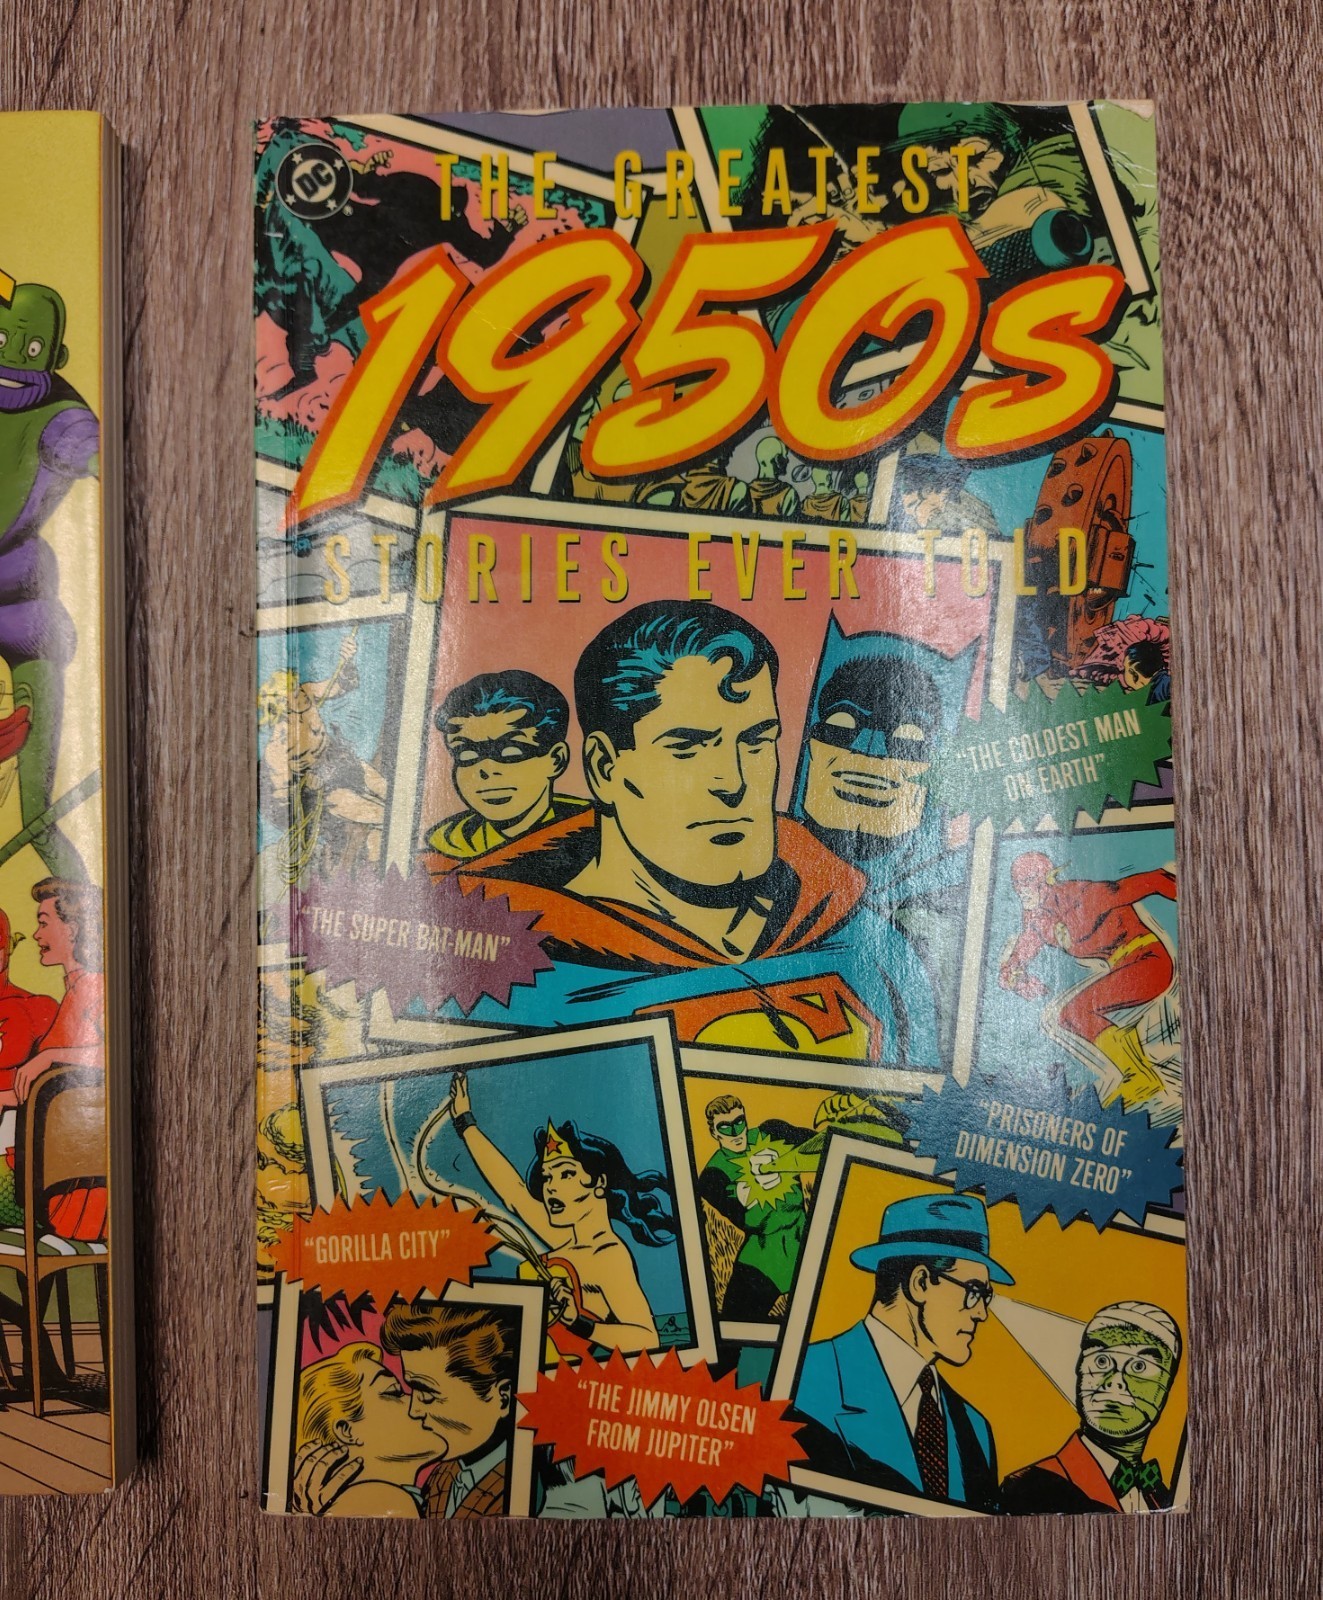 DC
THE GREATEST
1950s
STORIES EVER TOLD
"THE COLDEST MAN
ON EARTH"
"THE SUPER BAT-MAN"
"PRISONERS OF
DIMENSION ZERO"
"GORILLA CITY"
"THE JIMMY OLSEN
FROM JUPITER"